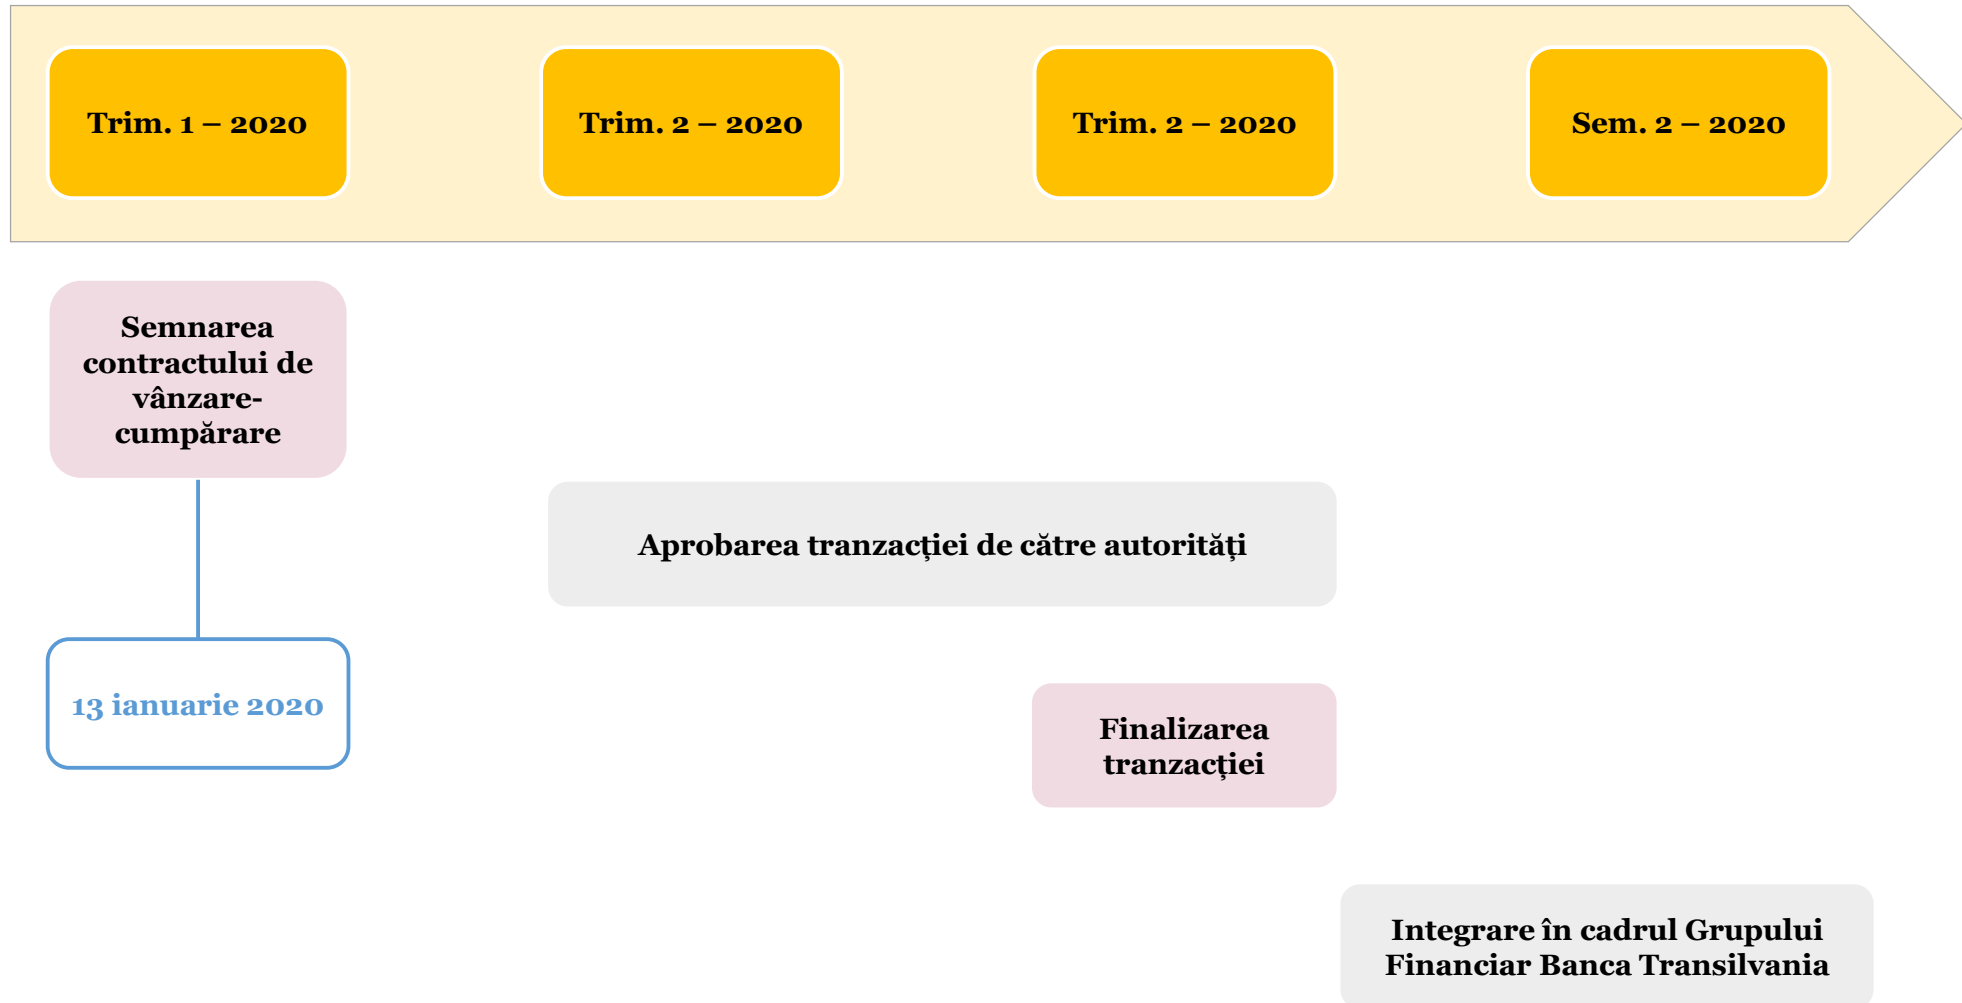 Trim. 1 – 2020
Trim. 2 – 2020
Trim. 2 – 2020
Sem. 2 – 2020
Semnarea
contractului de
vânzare-
cumpărare
Aprobarea tranzacției de către autorități
13 ianuarie 2020
Finalizarea
tranzacției
Integrare în cadrul Grupului
Financiar Banca Transilvania